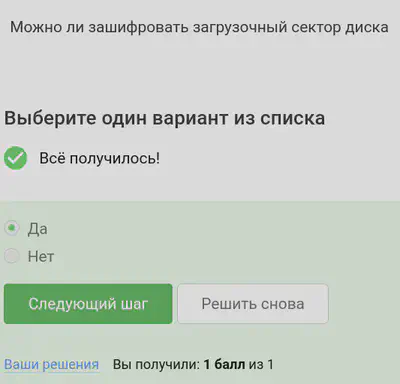 Можно ли зашифровать загрузочный сектор диска
Выберите один вариант из списка
Всё получилось!
Да
Нет
Следующий шаг
Решить снова
Ваши решения Вы получили: 1 балл из 1